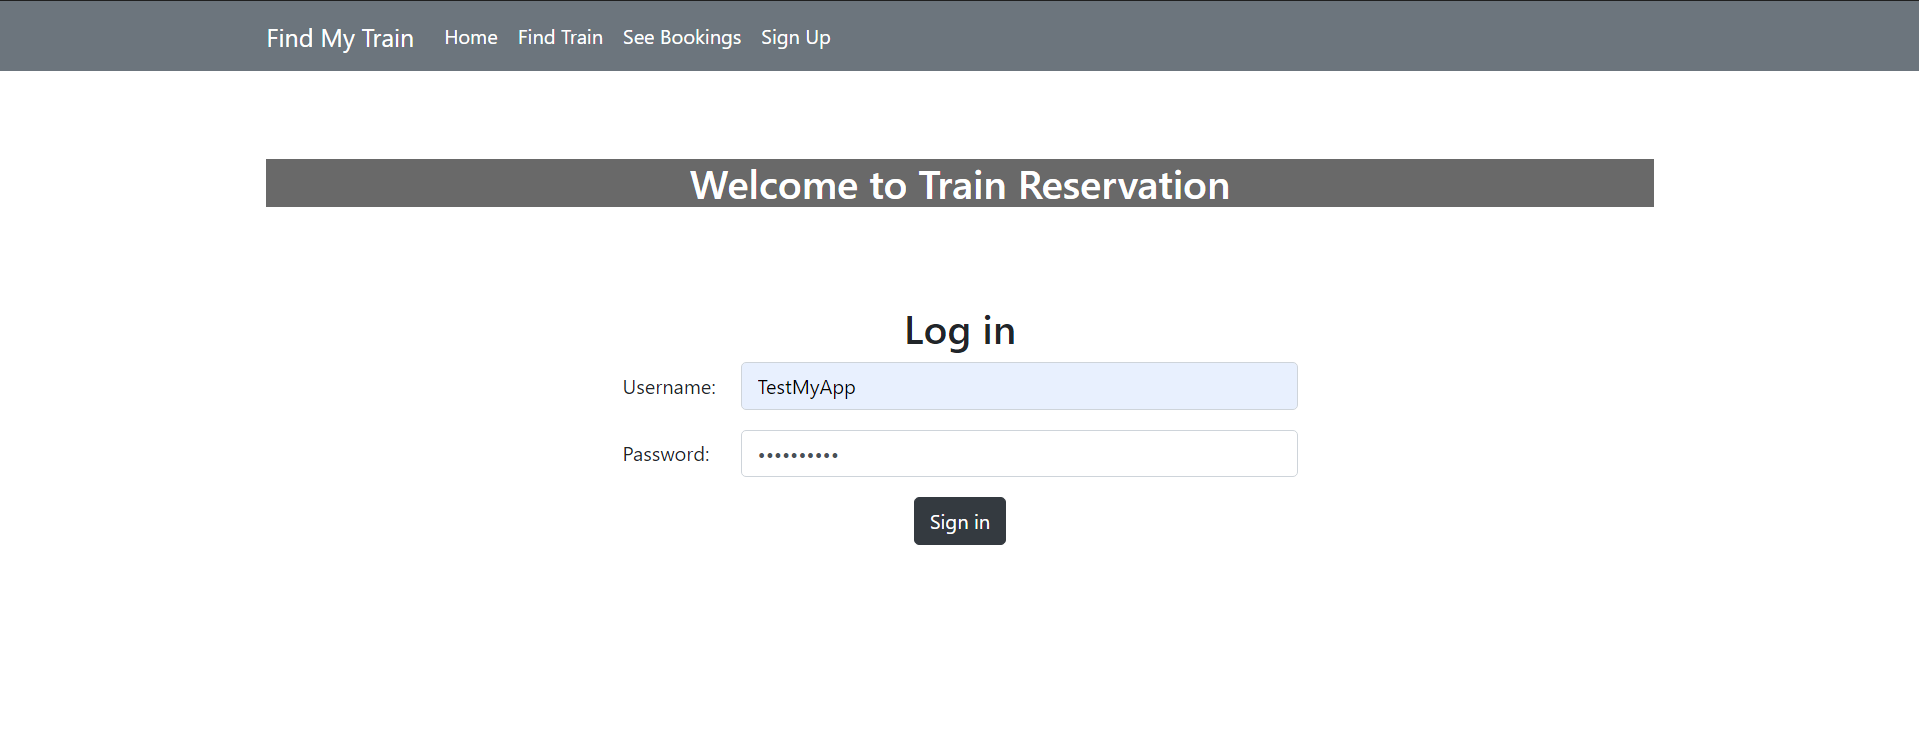 Find My Train Home Find Train See Bookings Sign Up
Welcome to Train Reservation
Log in
Username: TestMyApp
Password: ••••••••••
Sign in